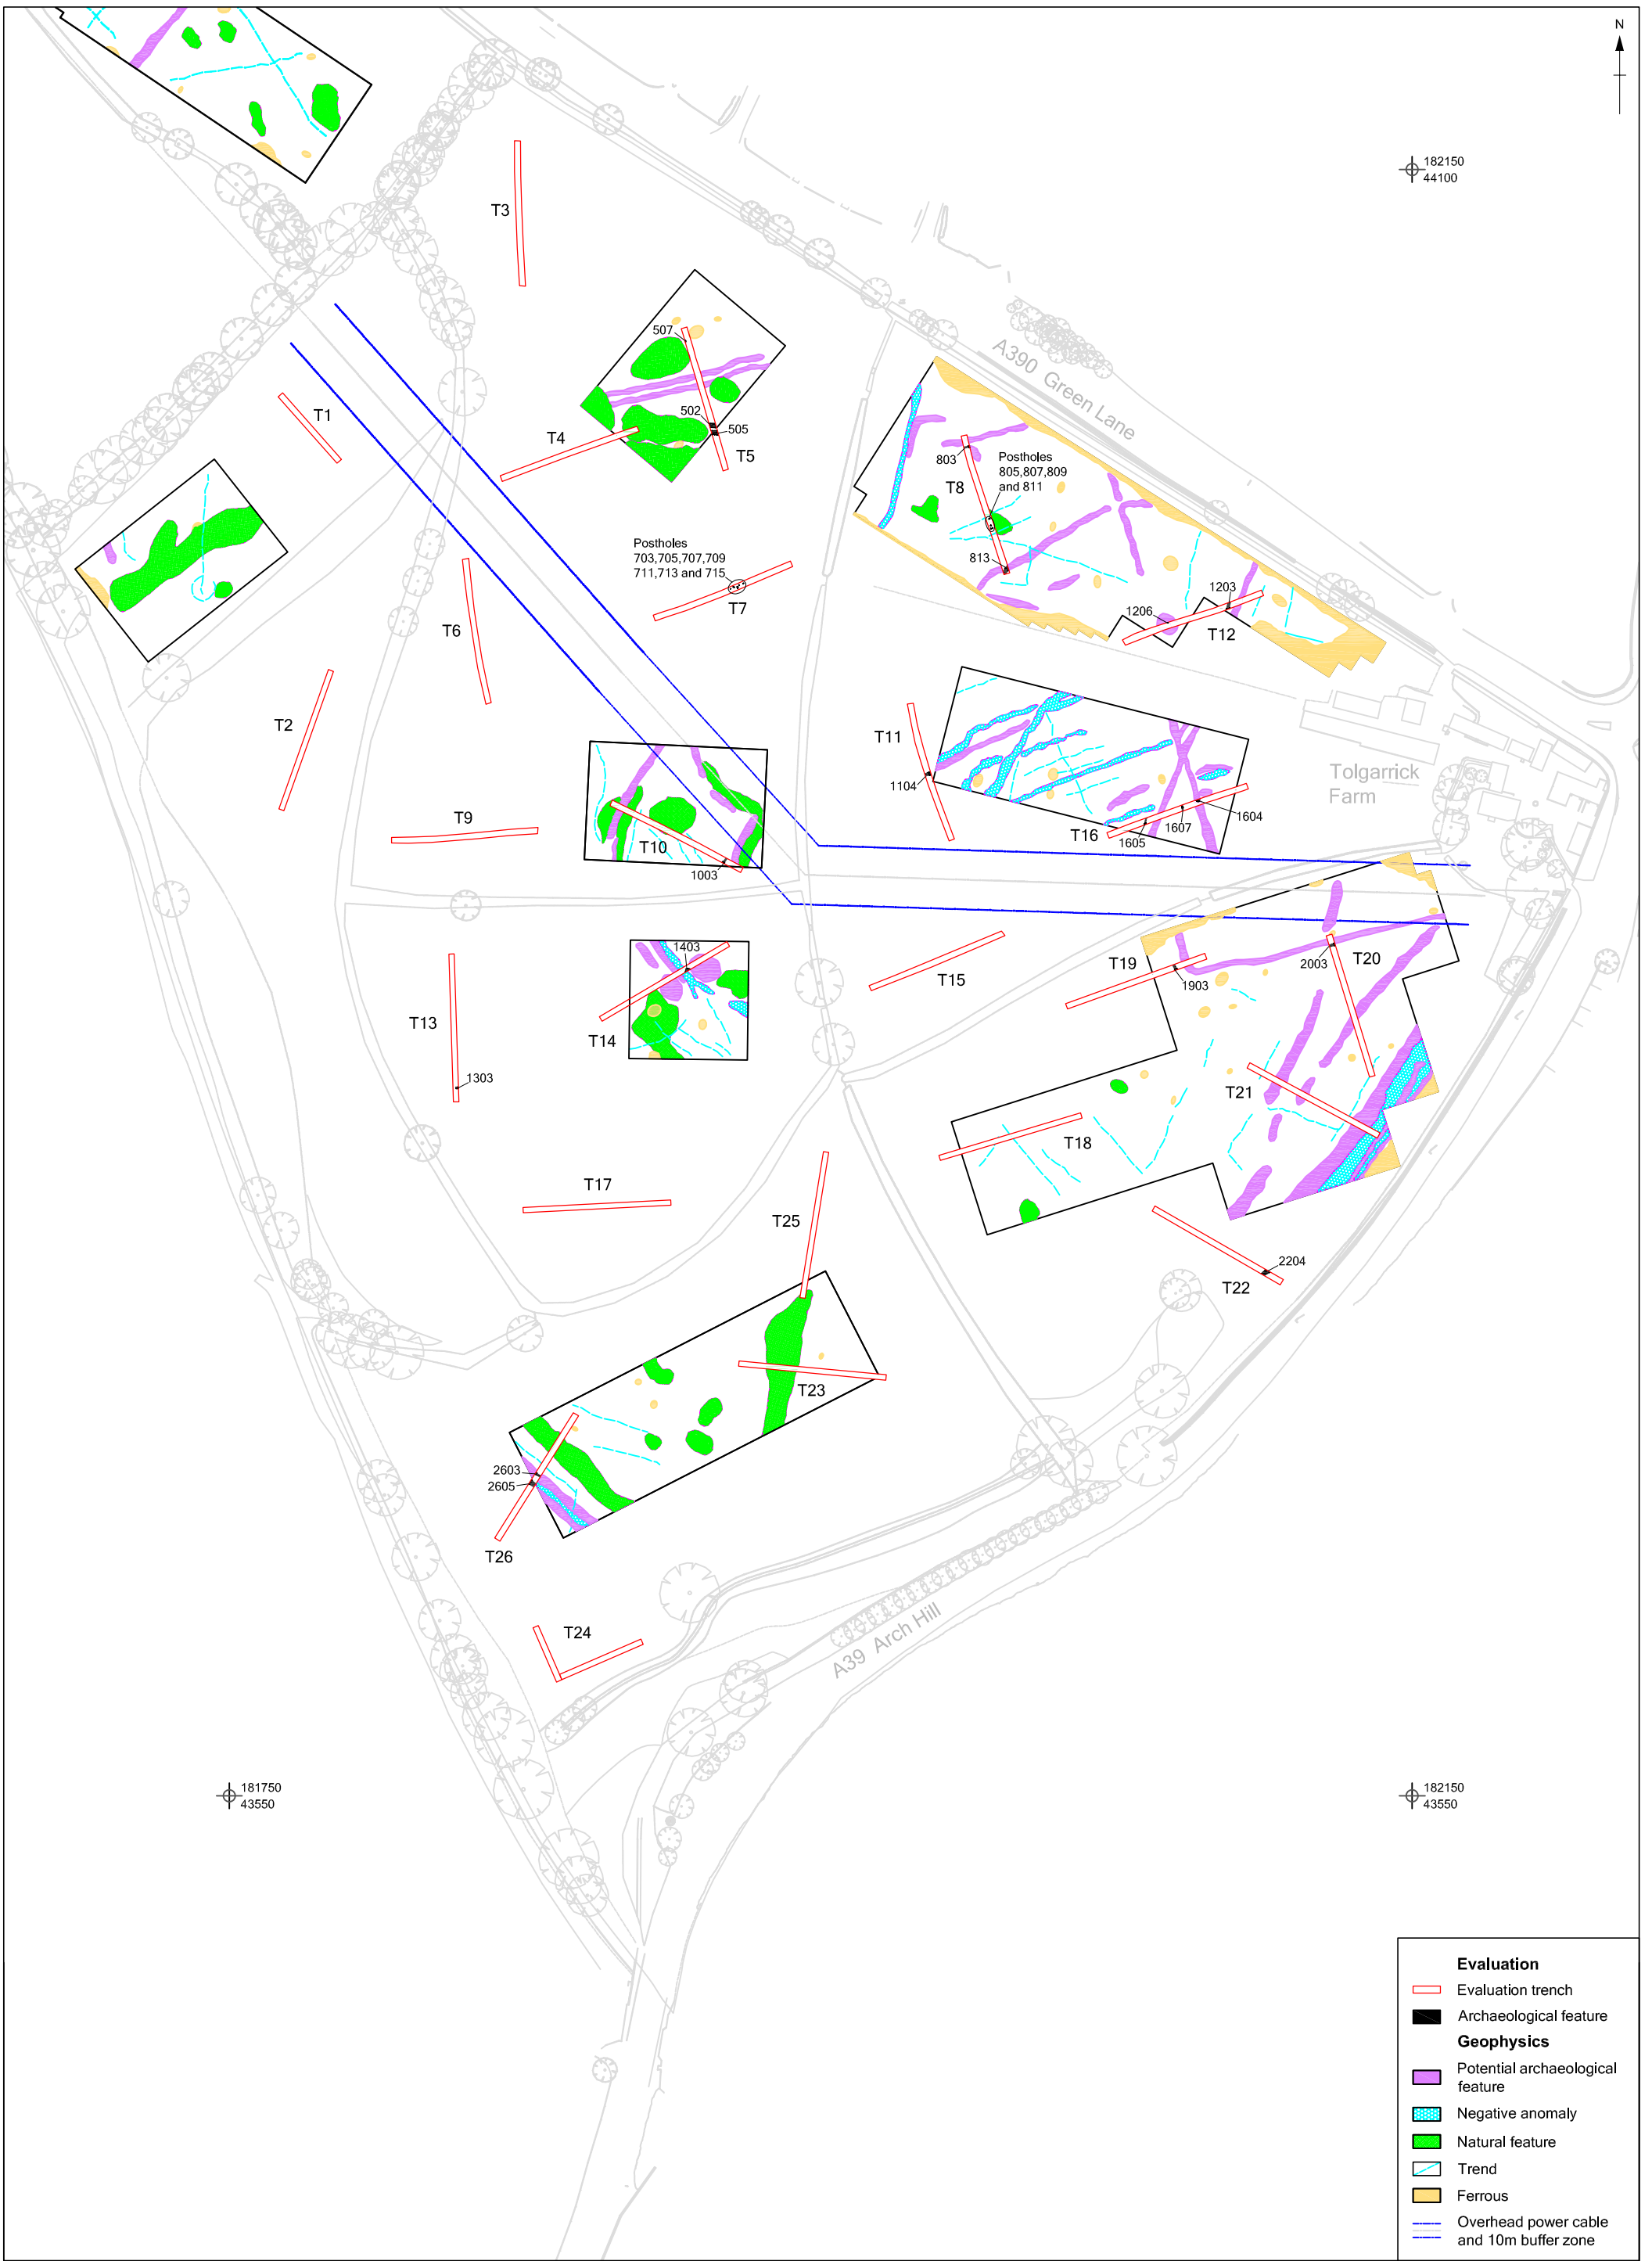 N
182150
44100
T3
A390 Green Lane
507
T1
502
505
T4
T5
803
Postholes
805,807,809
and 811
T8
Postholes
703,705,707,709
711,713 and 715
813
T7
1203
1206
T12
T6
T2
T11
1104
Tolgarrick
Farm
T9
T10
1003
T16
1605
1607
1604
1403
T14
T15
T19
1903
2003
T20
T13
1303
T21
T18
T17
T25
2204
T22
T23
2603
2605
T26
T24
A39 Arch Hill
181750
43550
182150
43550
Evaluation
Evaluation trench
Archaeological feature
Geophysics
Potential archaeological
feature
Negative anomaly
Natural feature
Trend
Ferrous
Overhead power cable
and 10m buffer zone